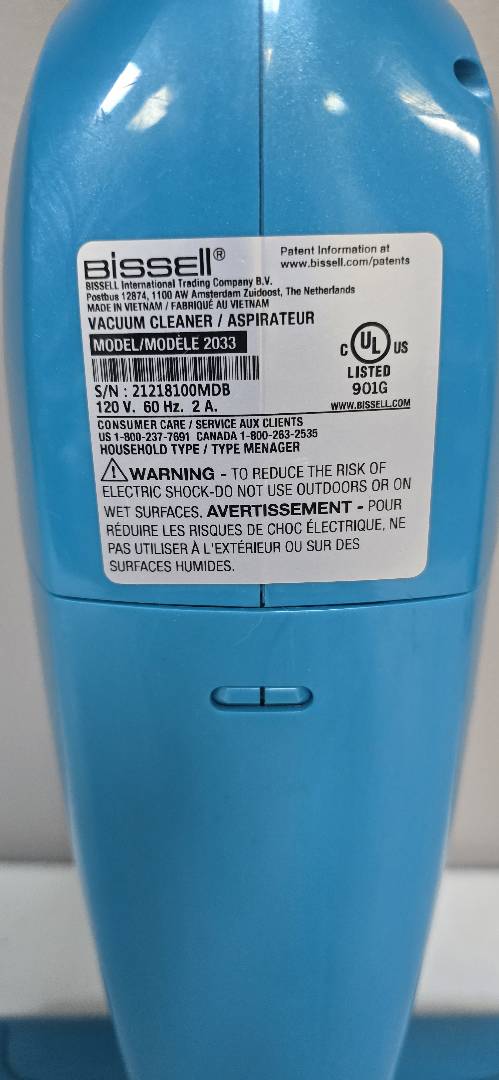 BISSELL®
Patent Information at
www.bissell.com/patents
BISSELL International Trading Company B.V.
Postbus 12874, 1100 AW Amsterdam Zuidoost, The Netherlands
MADE IN VIETNAM / FABRIQUÉ AU VIETNAM
VACUUM CLEANER / ASPIRATEUR
MODEL/MODÈLE 2033
C UL US
LISTED
901G
S/N : 21218100MDB
120 V. 60 Hz. 2 A.
WWW.BISSELL.COM
CONSUMER CARE / SERVICE AUX CLIENTS
US 1-800-237-7691 CANADA 1-800-263-2535
HOUSEHOLD TYPE / TYPE MENAGER
WARNING - TO REDUCE THE RISK OF
ELECTRIC SHOCK-DO NOT USE OUTDOORS OR ON
WET SURFACES. AVERTISSEMENT - POUR
RÉDUIRE LES RISQUES DE CHOC ÉLECTRIQUE, NE
PAS UTILISER À L'EXTÉRIEUR OU SUR DES
SURFACES HUMIDES.